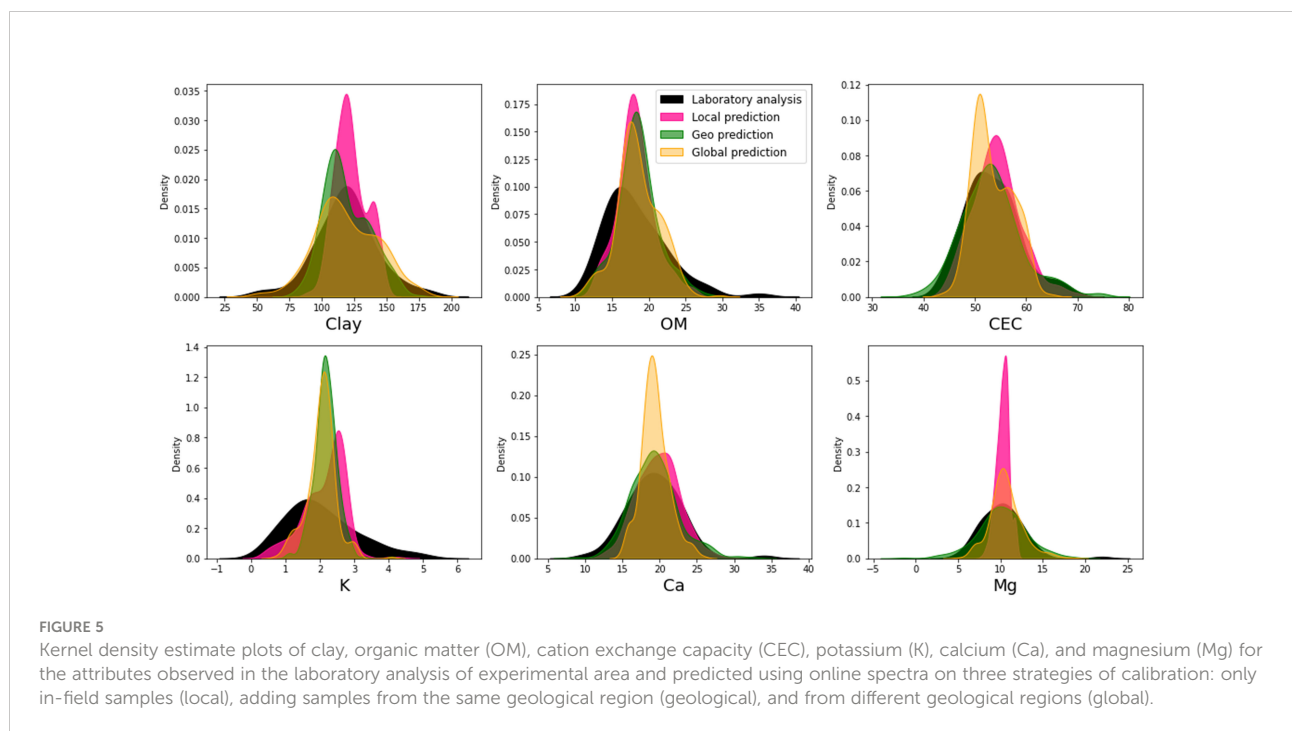 0.035
0.030
0.025
0.020
0.015
0.010
0.005
0.000
Density
25 50 75 100 125 150 175 200
Clay
0.175
0.150
0.125
0.100
0.075
0.050
0.025
0.000
Density
5 10 15 20 25 30 35 40
OM
Laboratory analysis
Local prediction
Geo prediction
Global prediction
0.12
0.10
0.08
0.06
0.04
0.02
0.00
Density
30 40 50 60 70 80
CEC
1.4
1.2
1.0
0.8
0.6
0.4
0.2
0.0
Density
−1 0 1 2 3 4 5 6
K
0.25
0.20
0.15
0.10
0.05
0.00
Density
5 10 15 20 25 30 35 40
Ca
0.5
0.4
0.3
0.2
0.1
0.0
Density
−5 0 5 10 15 20 25
Mg
FIGURE 5
Kernel density estimate plots of clay, organic matter (OM), cation exchange capacity (CEC), potassium (K), calcium (Ca), and magnesium (Mg) for
the attributes observed in the laboratory analysis of experimental area and predicted using online spectra on three strategies of calibration: only
in-field samples (local), adding samples from the same geological region (geological), and from different geological regions (global).